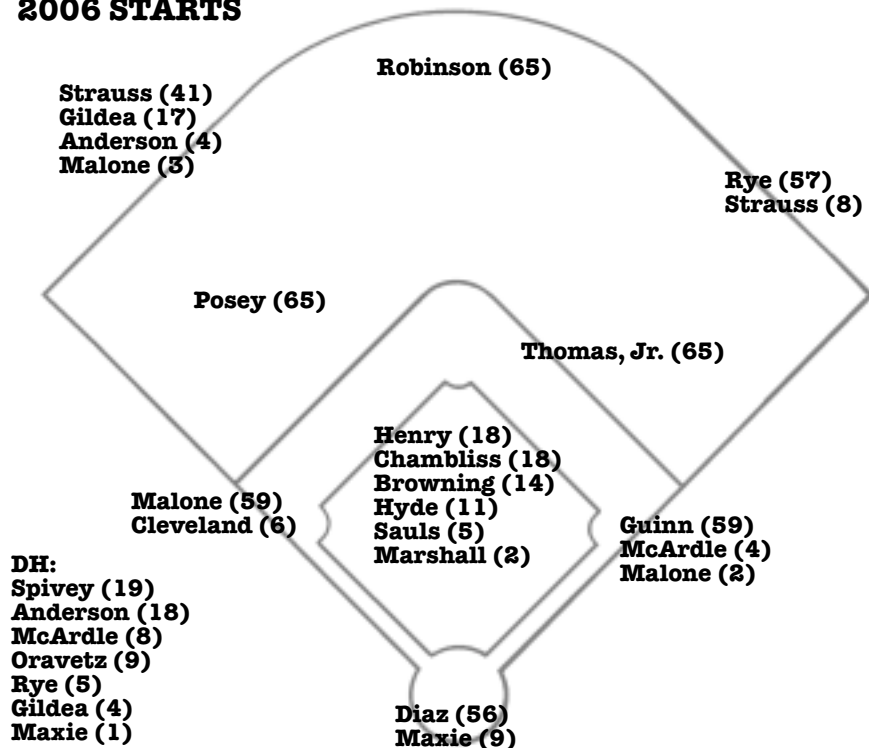 2006 STARTS
Robinson (65)
Strauss (41)
Gildea (17)
Anderson (4)
Malone (3)
Rye (57)
Strauss (8)
Posey (65)
Thomas, Jr. (65)
Henry (18)
Chambliss (18)
Browning (14)
Hyde (11)
Sauls (5)
Marshall (2)
Malone (59)
Cleveland (6)
Guinn (59)
McArdle (4)
Malone (2)
DH:
Spivey (19)
Anderson (18)
McArdle (8)
Oravetz (9)
Rye (5)
Gildea (4)
Maxie (1)
Diaz (56)
Maxie (9)